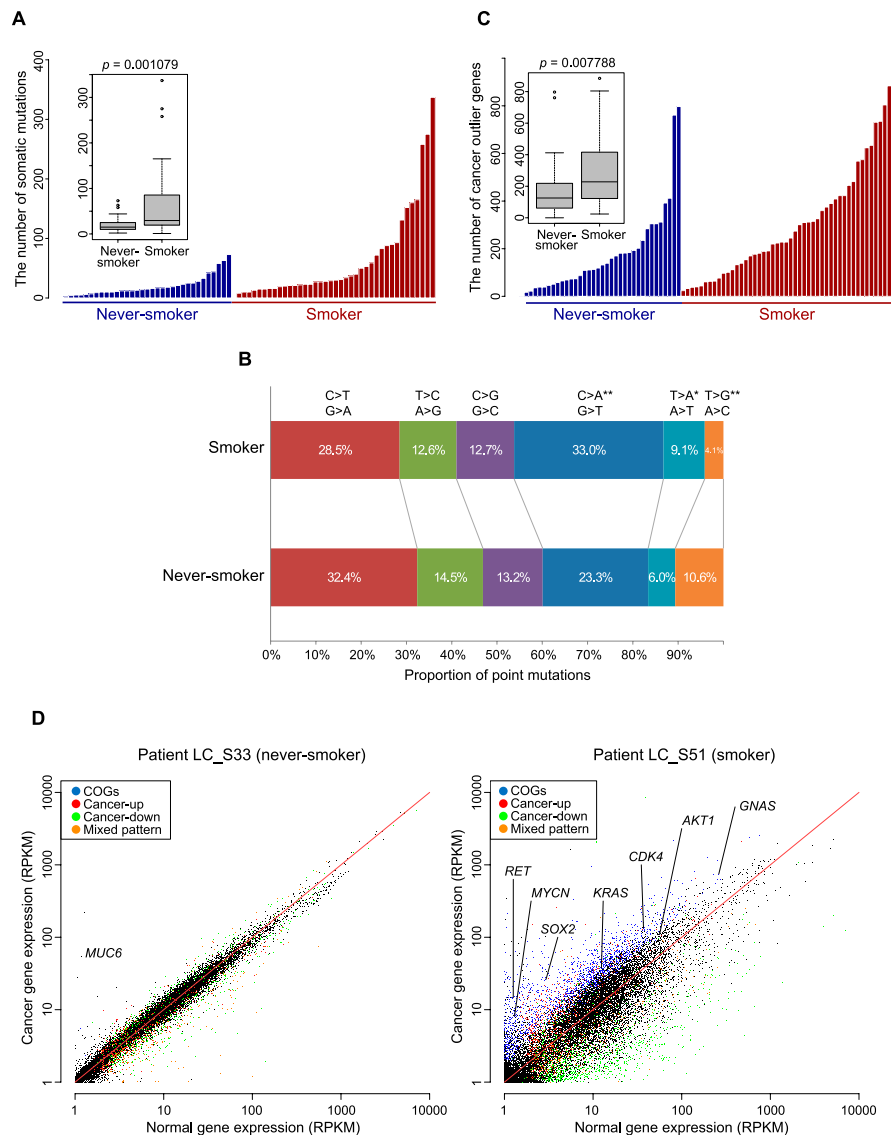 A
The number of somatic mutations
400
300
200
100
0
p = 0.001079
300
200
100
50
0
Never-smoker
Smoker
Never-smoker
Smoker
C
The number of cancer outlier genes
800
600
400
200
0
p = 0.007788
800
600
400
200
0
Never-smoker
Smoker
Never-smoker
Smoker
B
C>T T>C C>G C>A** T>A* T>G**
G>A A>G G>C G>T A>T A>C
Smoker
28.5% 12.6% 12.7% 33.0% 9.1% 4.1%
Never-smoker
32.4% 14.5% 13.2% 23.3% 6.0% 10.6%
0% 10% 20% 30% 40% 50% 60% 70% 80% 90%
Proportion of point mutations
D
Patient LC_S33 (never-smoker)
COGs
Cancer-up
Cancer-down
Mixed pattern
MUC6
Cancer gene expression (RPKM)
10000
1000
100
10
1
1 10 100 1000 10000
Normal gene expression (RPKM)
Patient LC_S51 (smoker)
COGs
Cancer-up
Cancer-down
Mixed pattern
GNAS
AKT1
CDK4
RET
MYCN
KRAS
SOX2
Cancer gene expression (RPKM)
10000
1000
100
10
1
1 10 100 1000 10000
Normal gene expression (RPKM)